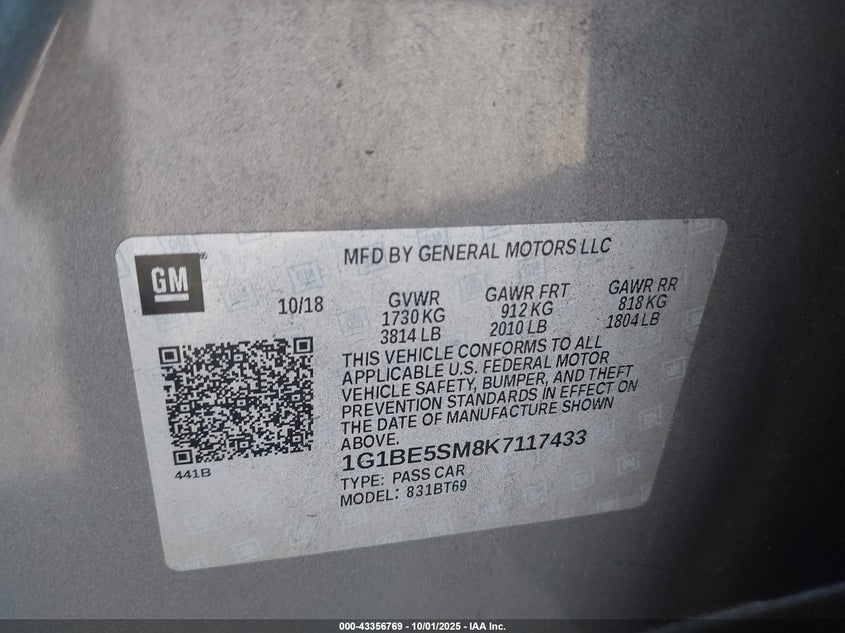 GM
®
MFD BY GENERAL MOTORS LLC
10/18
GVWR
1730 KG
3814 LB
GAWR FRT
912 KG
2010 LB
GAWR RR
818 KG
1804 LB
THIS VEHICLE CONFORMS TO ALL
APPLICABLE U.S. FEDERAL MOTOR
VEHICLE SAFETY, BUMPER, AND THEFT
PREVENTION STANDARDS IN EFFECT ON
THE DATE OF MANUFACTURE SHOWN
ABOVE.
441B
1G1BE5SM8K7117433
TYPE: PASS CAR
MODEL: 831BT69
000-43356769 - 10/01/2025 - IAA Inc.